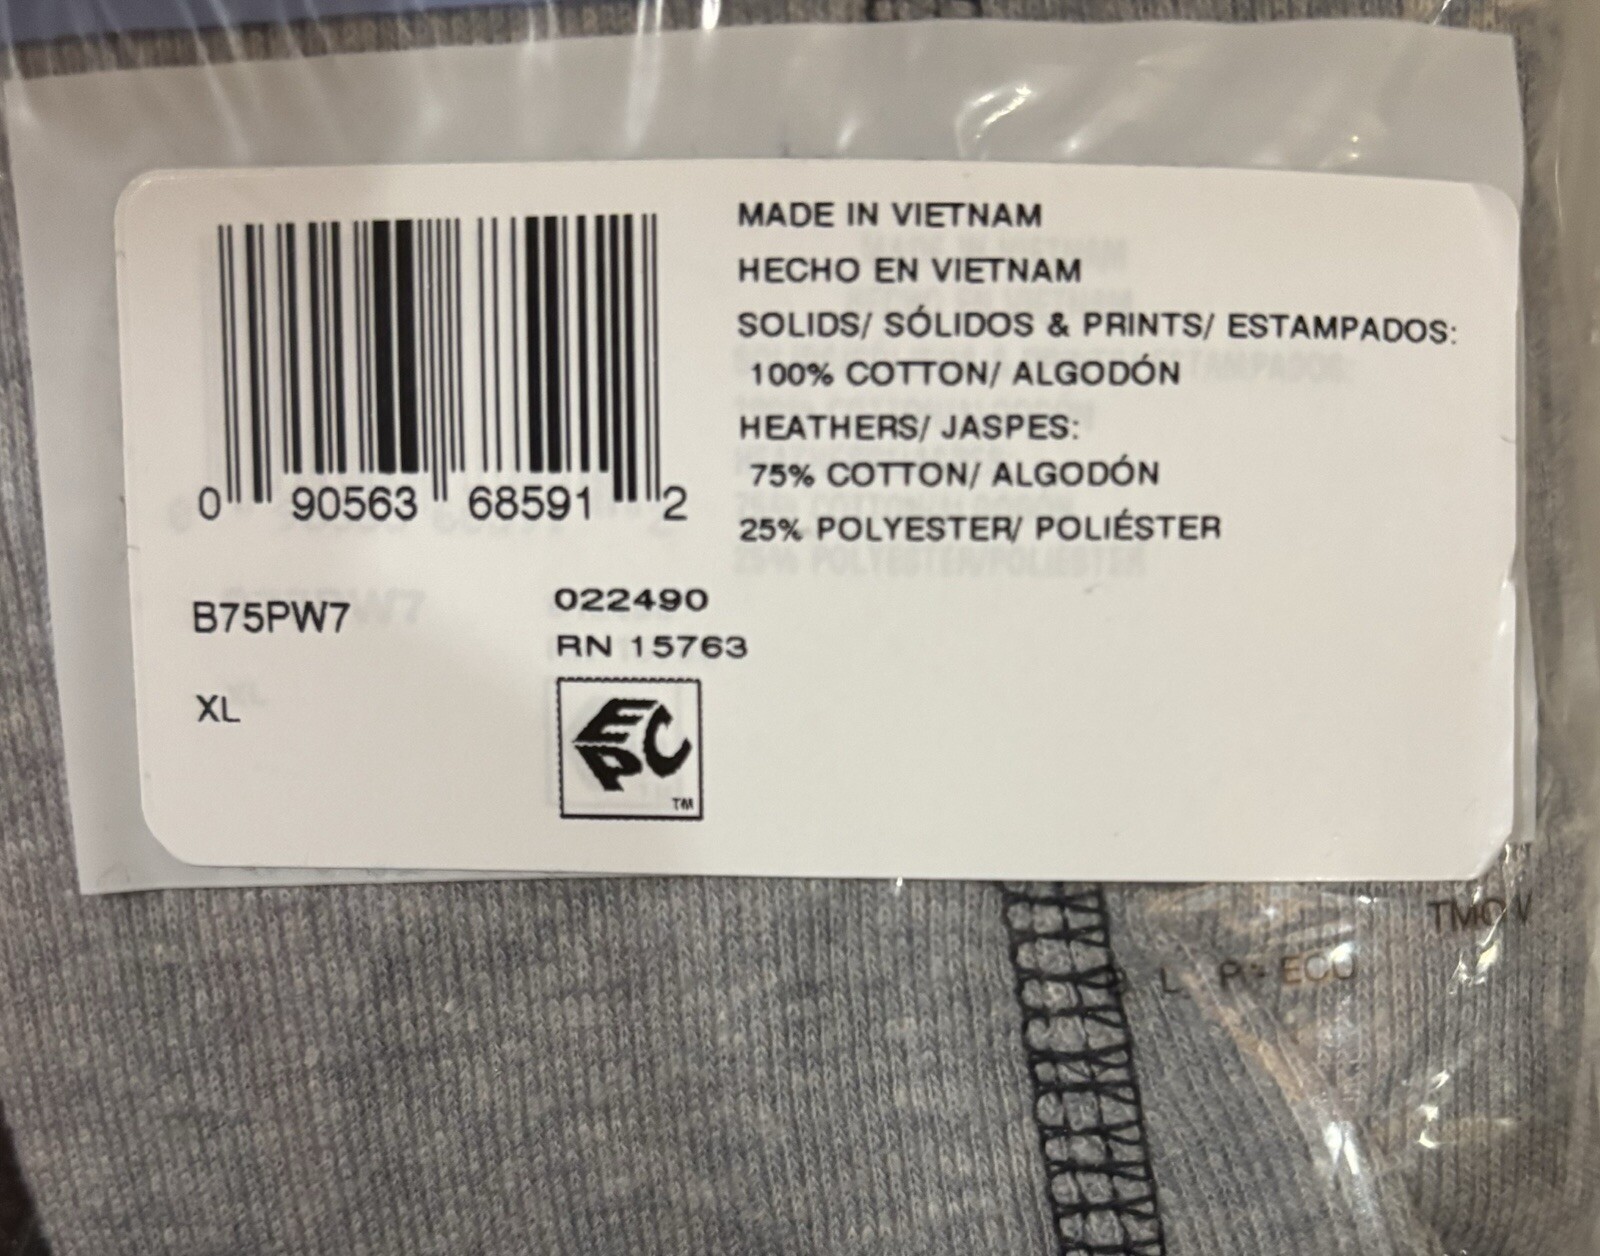 MADE IN VIETNAM
HECHO EN VIETNAM
SOLIDS/ SÓLIDOS & PRINTS/ ESTAMPADOS:
100% COTTON/ ALGODÓN
HEATHERS/ JASPES:
75% COTTON/ ALGODÓN
25% POLYESTER/ POLIÉSTER
0 90563 68591 2
B75PW7
022490
RN 15763
XL
EPC
TM